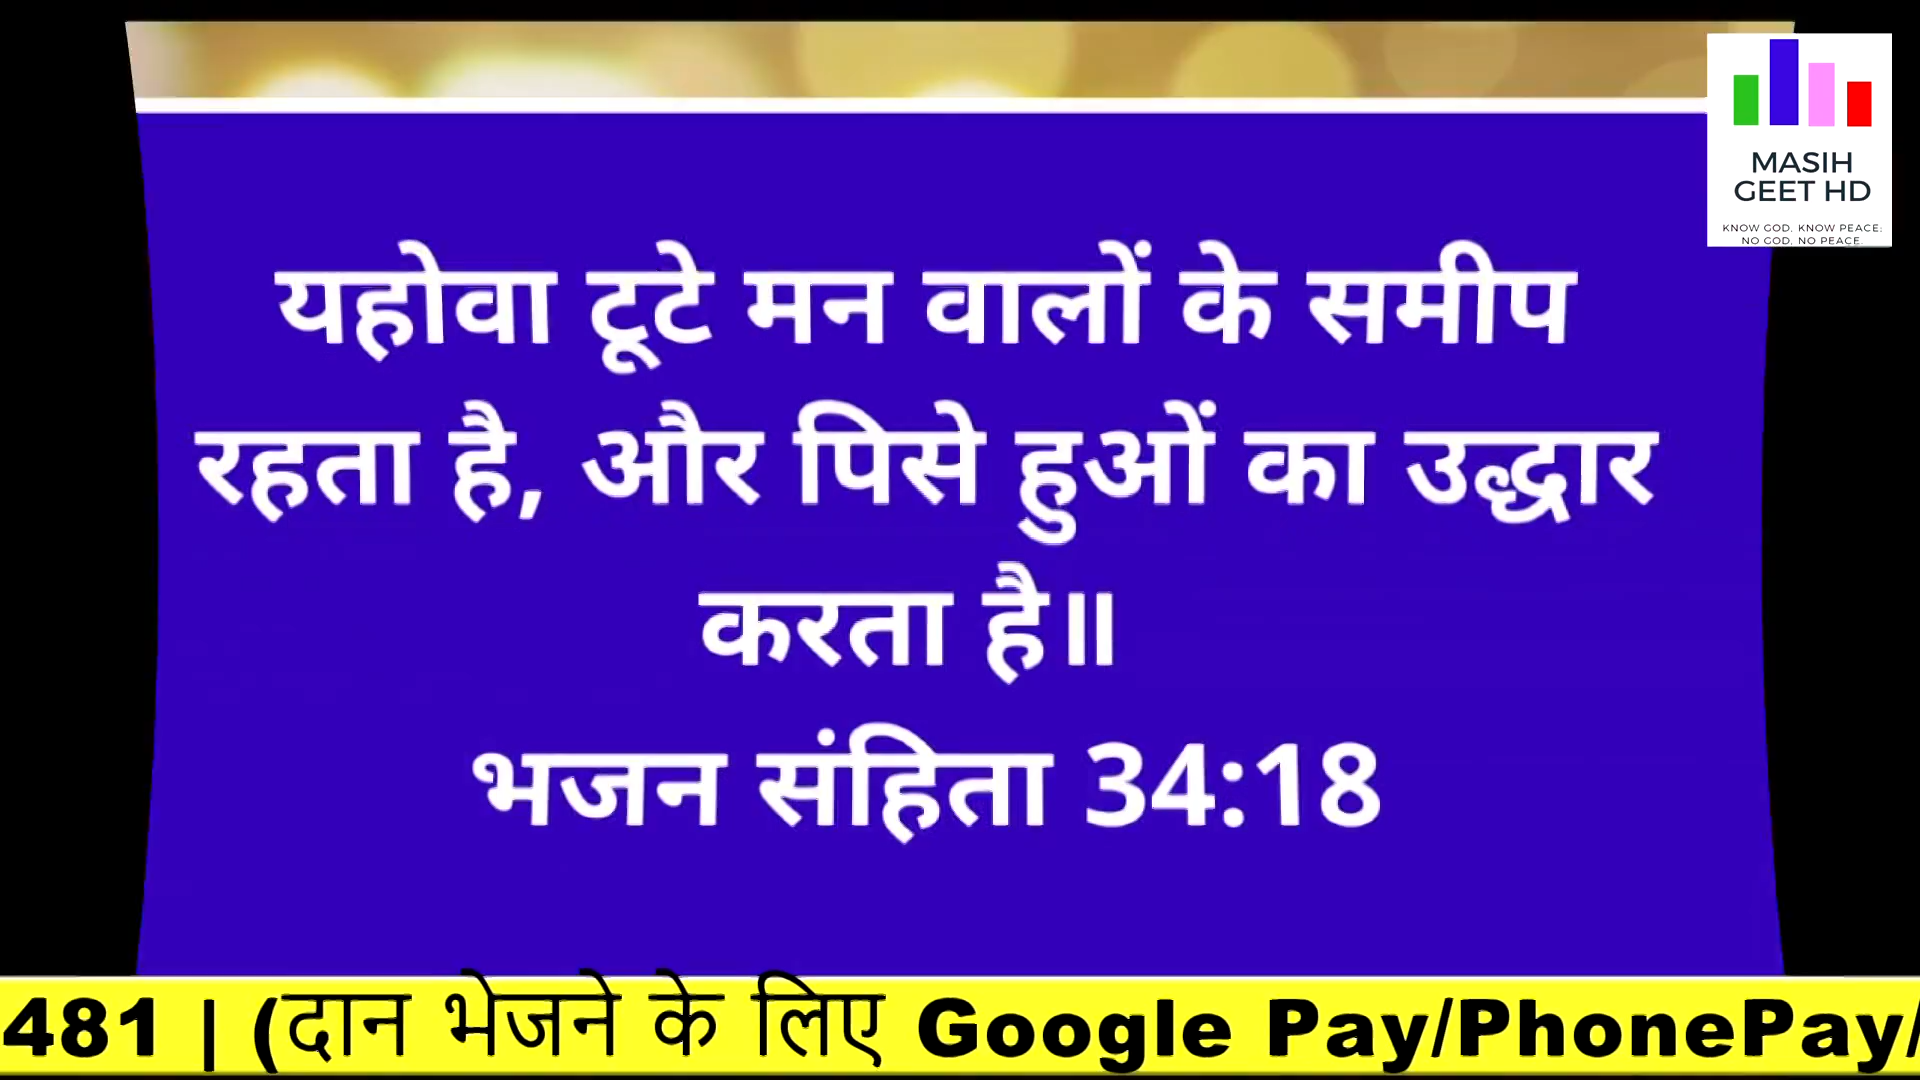 MASIH
GEET HD
KNOW GOD, KNOW PEACE;
NO GOD, NO PEACE.
यहोवा टूटे मन वालों के समीप
रहता है, और पिसे हुओं का उद्धार
करता है॥
भजन संहिता 34:18
481 | (दान भेजने के लिए Google Pay/PhonePay/